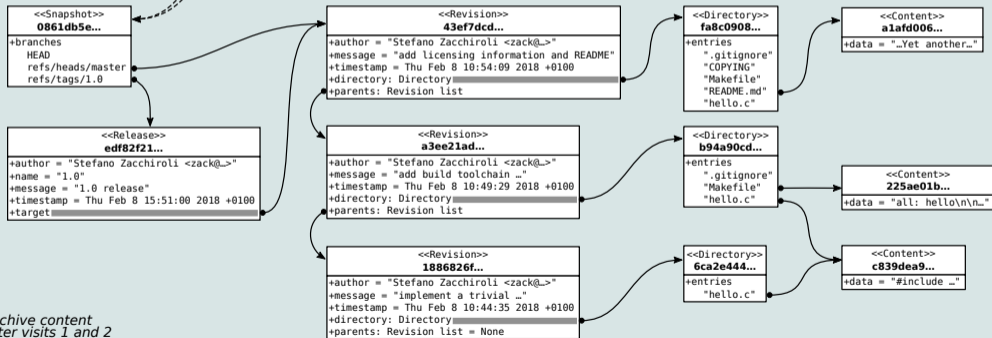 <<Snapshot>>
0861db5e...
+branches
HEAD
refs/heads/master
refs/tags/1.0
<<Release>>
edf82f21...
+author = "Stefano Zacchiroli <zack@…>"
+name = "1.0"
+message = "1.0 release"
+timestamp = Thu Feb 8 15:51:00 2018 +0100
+target
<<Revision>>
43ef7dcd...
+author = "Stefano Zacchiroli <zack@…>"
+message = "add licensing information and README"
+timestamp = Thu Feb 8 10:54:09 2018 +0100
+directory: Directory
+parents: Revision list
<<Revision>>
a3ee21ad...
+author = "Stefano Zacchiroli <zack@…>"
+message = "add build toolchain …"
+timestamp = Thu Feb 8 10:49:29 2018 +0100
+directory: Directory
+parents: Revision list
<<Revision>>
1886826f...
+author = "Stefano Zacchiroli <zack@…>"
+message = "implement a trivial …"
+timestamp = Thu Feb 8 10:44:35 2018 +0100
+directory: Directory
+parents: Revision list = None
<<Directory>>
fa8c0908...
+entries
".gitignore"
"COPYING"
"Makefile"
"README.md"
"hello.c"
<<Directory>>
b94a90cd...
+entries
".gitignore"
"Makefile"
"hello.c"
<<Directory>>
6ca2e444...
+entries
"hello.c"
<<Content>>
a1afd006...
+data = "…Yet another…"
<<Content>>
225ae01b...
+data = "all: hello\n\n…"
<<Content>>
c839dea9...
+data = "#include …"
chive content
ter visits 1 and 2